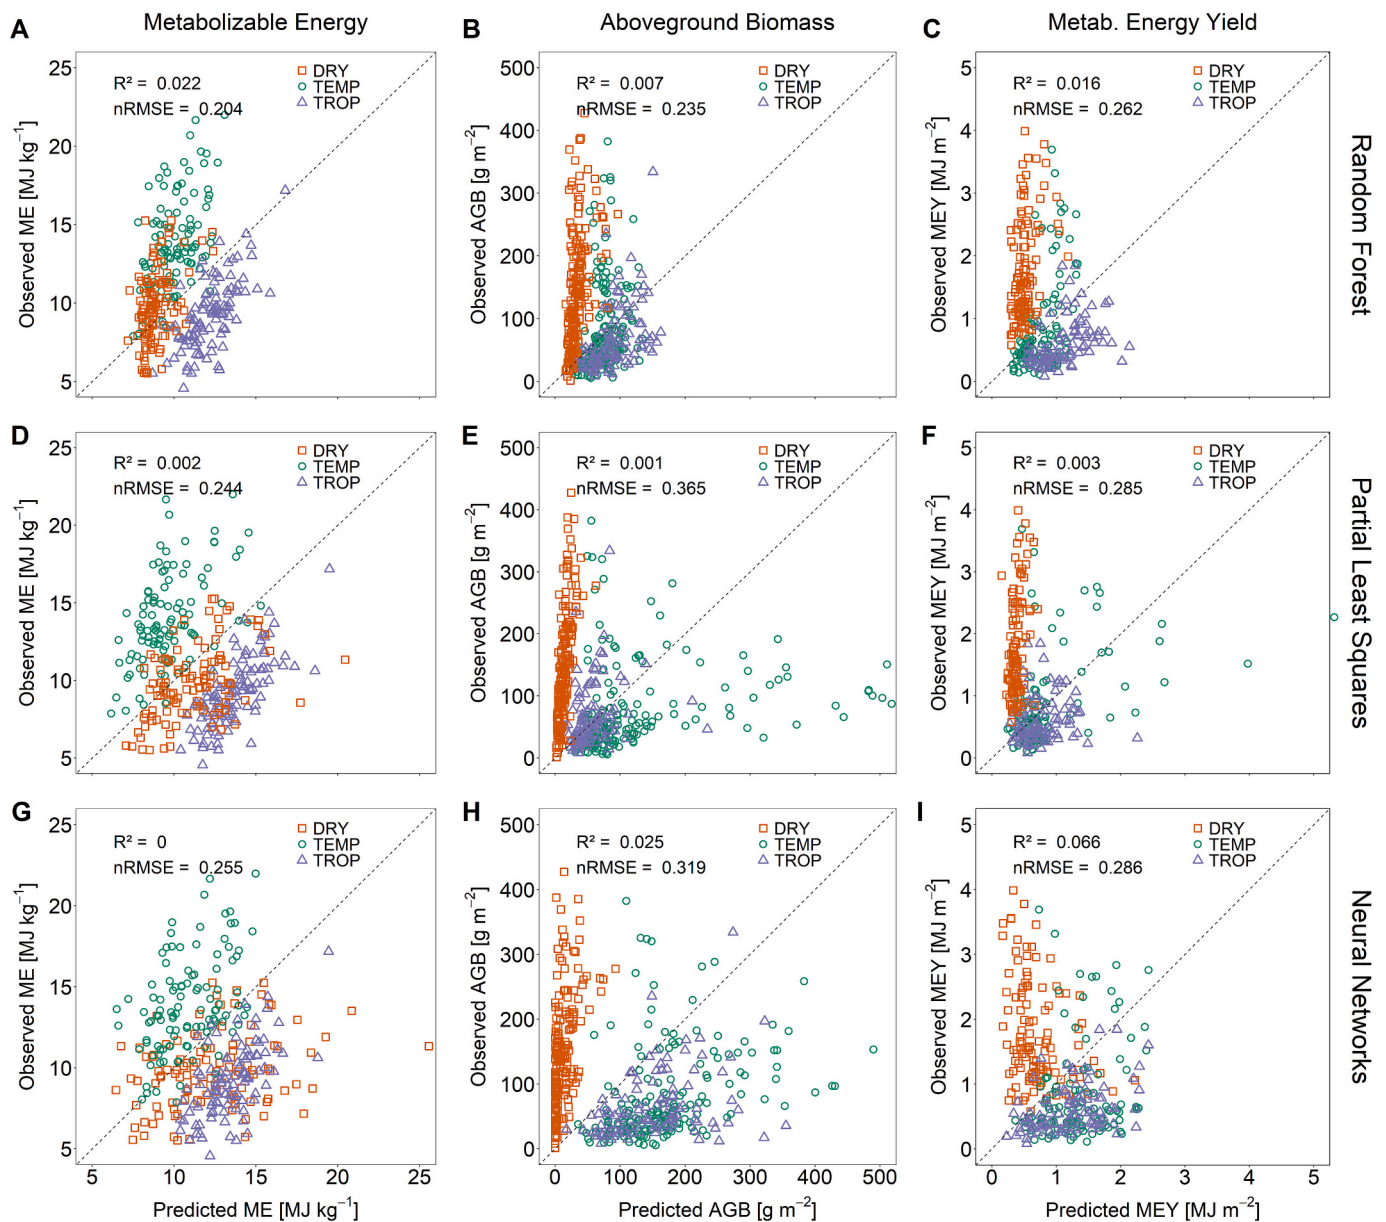 Metabolizable Energy
Aboveground Biomass
Metab. Energy Yield
A
R² = 0.022
nRMSE = 0.204
DRY
TEMP
TROP
25
20
15
10
5
Observed ME [MJ kg⁻¹]
B
R² = 0.007
nRMSE = 0.235
DRY
TEMP
TROP
500
400
300
200
100
0
Observed AGB [g m⁻²]
C
R² = 0.016
nRMSE = 0.262
DRY
TEMP
TROP
5
4
3
2
1
0
Observed MEY [MJ m⁻²]
Random Forest
D
R² = 0.002
nRMSE = 0.244
DRY
TEMP
TROP
25
20
15
10
5
Observed ME [MJ kg⁻¹]
E
R² = 0.001
nRMSE = 0.365
DRY
TEMP
TROP
500
400
300
200
100
0
Observed AGB [g m⁻²]
F
R² = 0.003
nRMSE = 0.285
DRY
TEMP
TROP
5
4
3
2
1
0
Observed MEY [MJ m⁻²]
Partial Least Squares
G
R² = 0
nRMSE = 0.255
DRY
TEMP
TROP
25
20
15
10
5
Observed ME [MJ kg⁻¹]
5 10 15 20 25
Predicted ME [MJ kg⁻¹]
H
R² = 0.025
nRMSE = 0.319
DRY
TEMP
TROP
500
400
300
200
100
0
Observed AGB [g m⁻²]
0 100 200 300 400 500
Predicted AGB [g m⁻²]
I
R² = 0.066
nRMSE = 0.286
DRY
TEMP
TROP
5
4
3
2
1
0
Observed MEY [MJ m⁻²]
0 1 2 3 4 5
Predicted MEY [MJ m⁻²]
Neural Networks